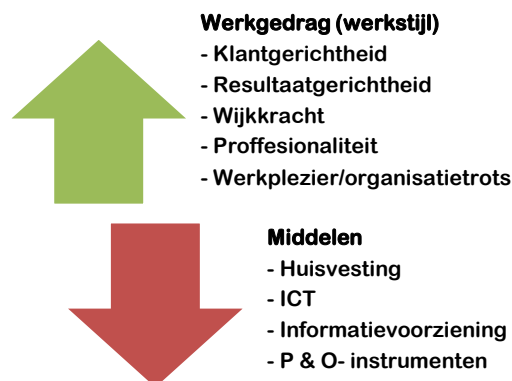 Werkgedrag (werkstijl)
- Klantgerichtheid
- Resultaatgerichtheid
- Wijkkracht
- Proffesionaliteit
- Werkplezier/organisatietrots
Middelen
- Huisvesting
- ICT
- Informatievoorziening
- P & O- instrumenten